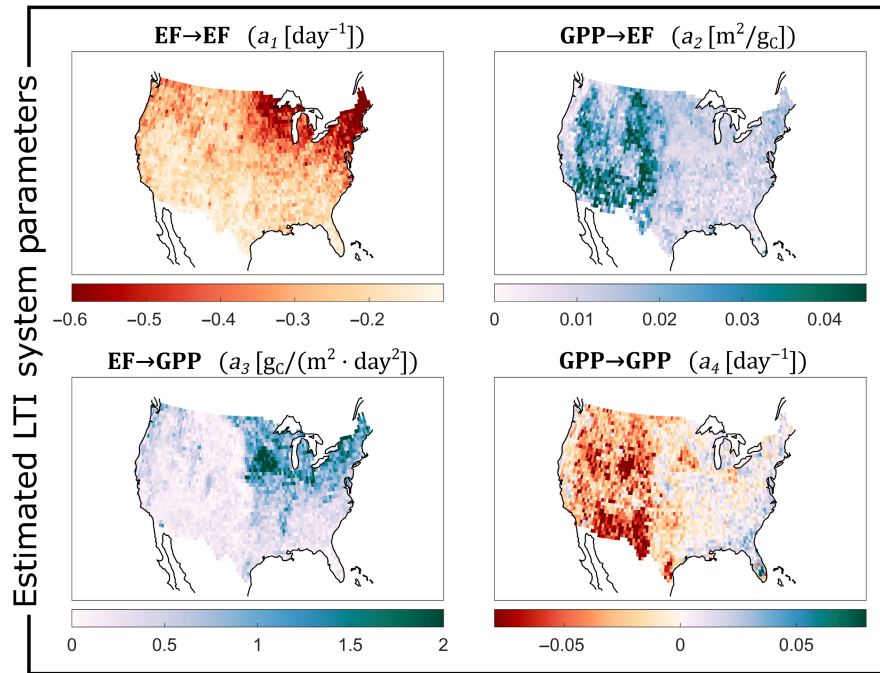 Estimated LTI system parameters
EF→EF (a₁ [day⁻¹])
−0.6 −0.5 −0.4 −0.3 −0.2
GPP→EF (a₂ [m²/g_C])
0 0.01 0.02 0.03 0.04
EF→GPP (a₃ [g_C/(m² · day²])
0 0.5 1 1.5 2
GPP→GPP (a₄ [day⁻¹])
−0.05 0 0.05